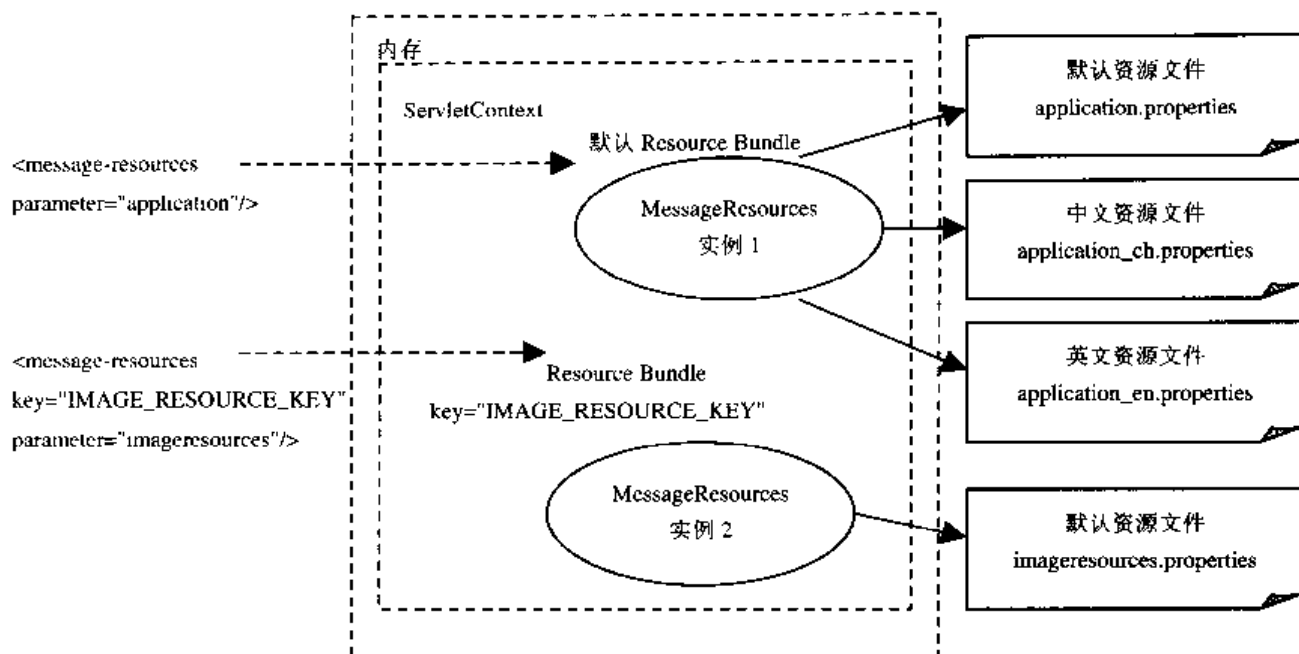 内存
ServletContext
<message-resources
parameter="application"/>
默认 Resource Bundle
MessageResources
实例 1
<message-resources
key="IMAGE_RESOURCE_KEY"
parameter="imageresources"/>
Resource Bundle
key="IMAGE_RESOURCE_KEY"
MessageResources
实例 2
默认资源文件
application.properties
中文资源文件
application_ch.properties
英文资源文件
application_en.properties
默认资源文件
imageresources.properties